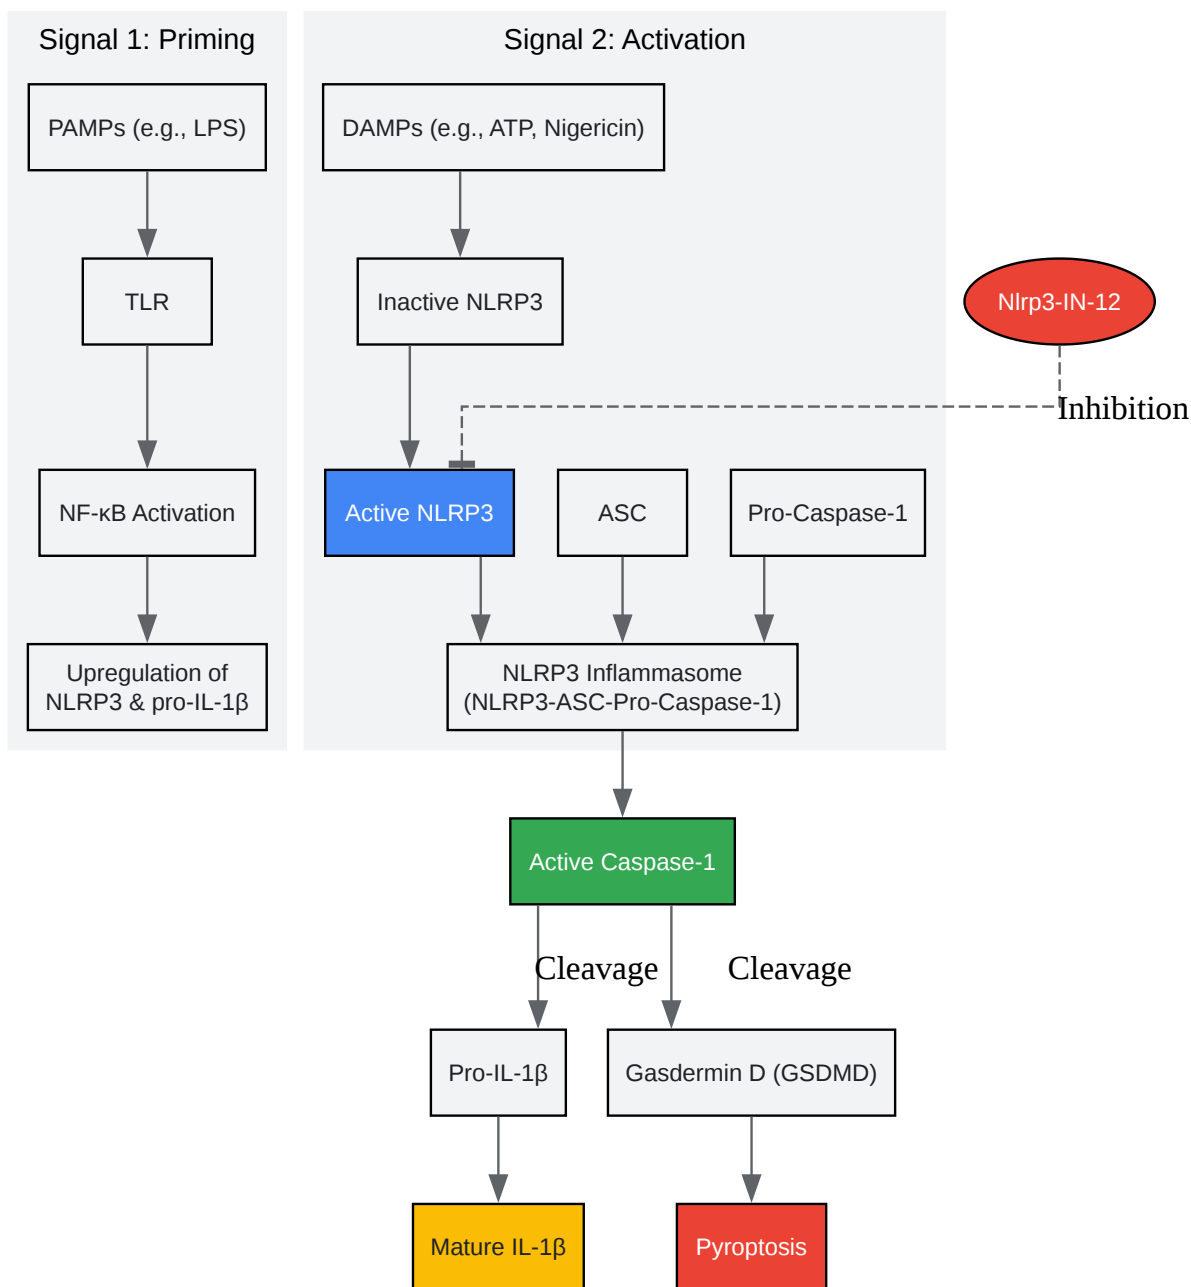 Signal 1: Priming
Signal 2: Activation
PAMPs (e.g., LPS)
DAMPs (e.g., ATP, Nigericin)
TLR
Inactive NLRP3
Nlrp3-IN-12
Inhibition
NF-κB Activation
Active NLRP3
ASC
Pro-Caspase-1
Upregulation of
NLRP3 & pro-IL-1β
NLRP3 Inflammasome
(NLRP3-ASC-Pro-Caspase-1)
Active Caspase-1
Cleavage
Cleavage
Pro-IL-1β
Gasdermin D (GSDMD)
Mature IL-1β
Pyroptosis